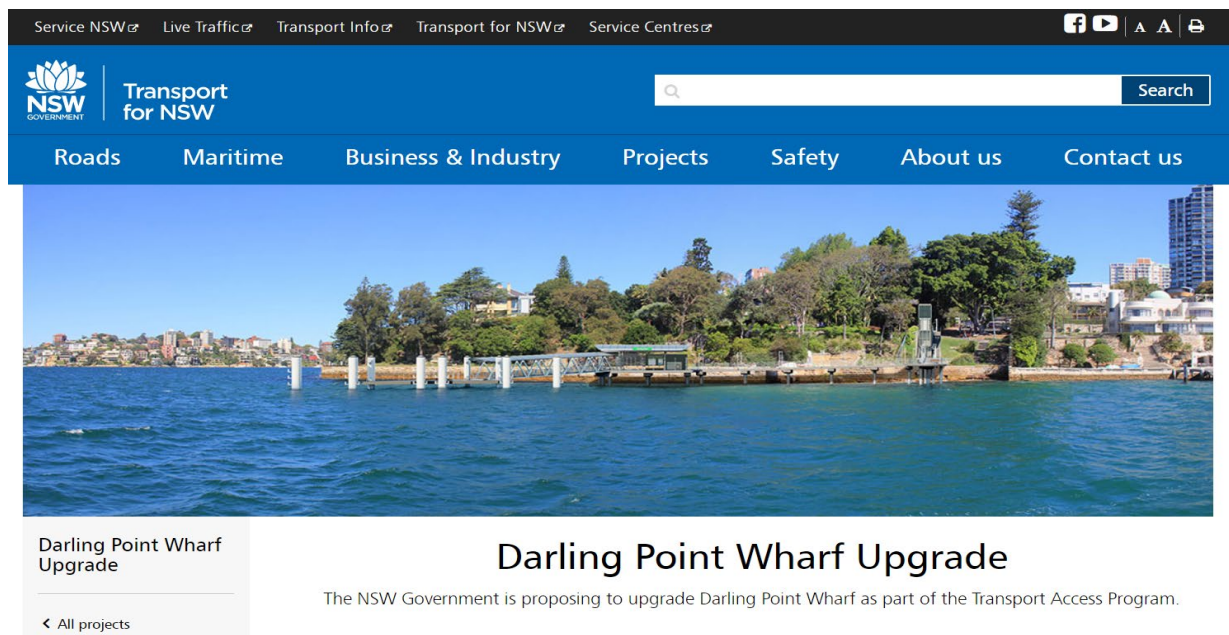 Service NSW Live Traffic Transport Info Transport for NSW Service Centres A A
NSW
GOVERNMENT
Transport
for NSW
Search
Roads Maritime Business & Industry Projects Safety About us Contact us
Darling Point Wharf
Upgrade
All projects
Darling Point Wharf Upgrade
The NSW Government is proposing to upgrade Darling Point Wharf as part of the Transport Access Program.